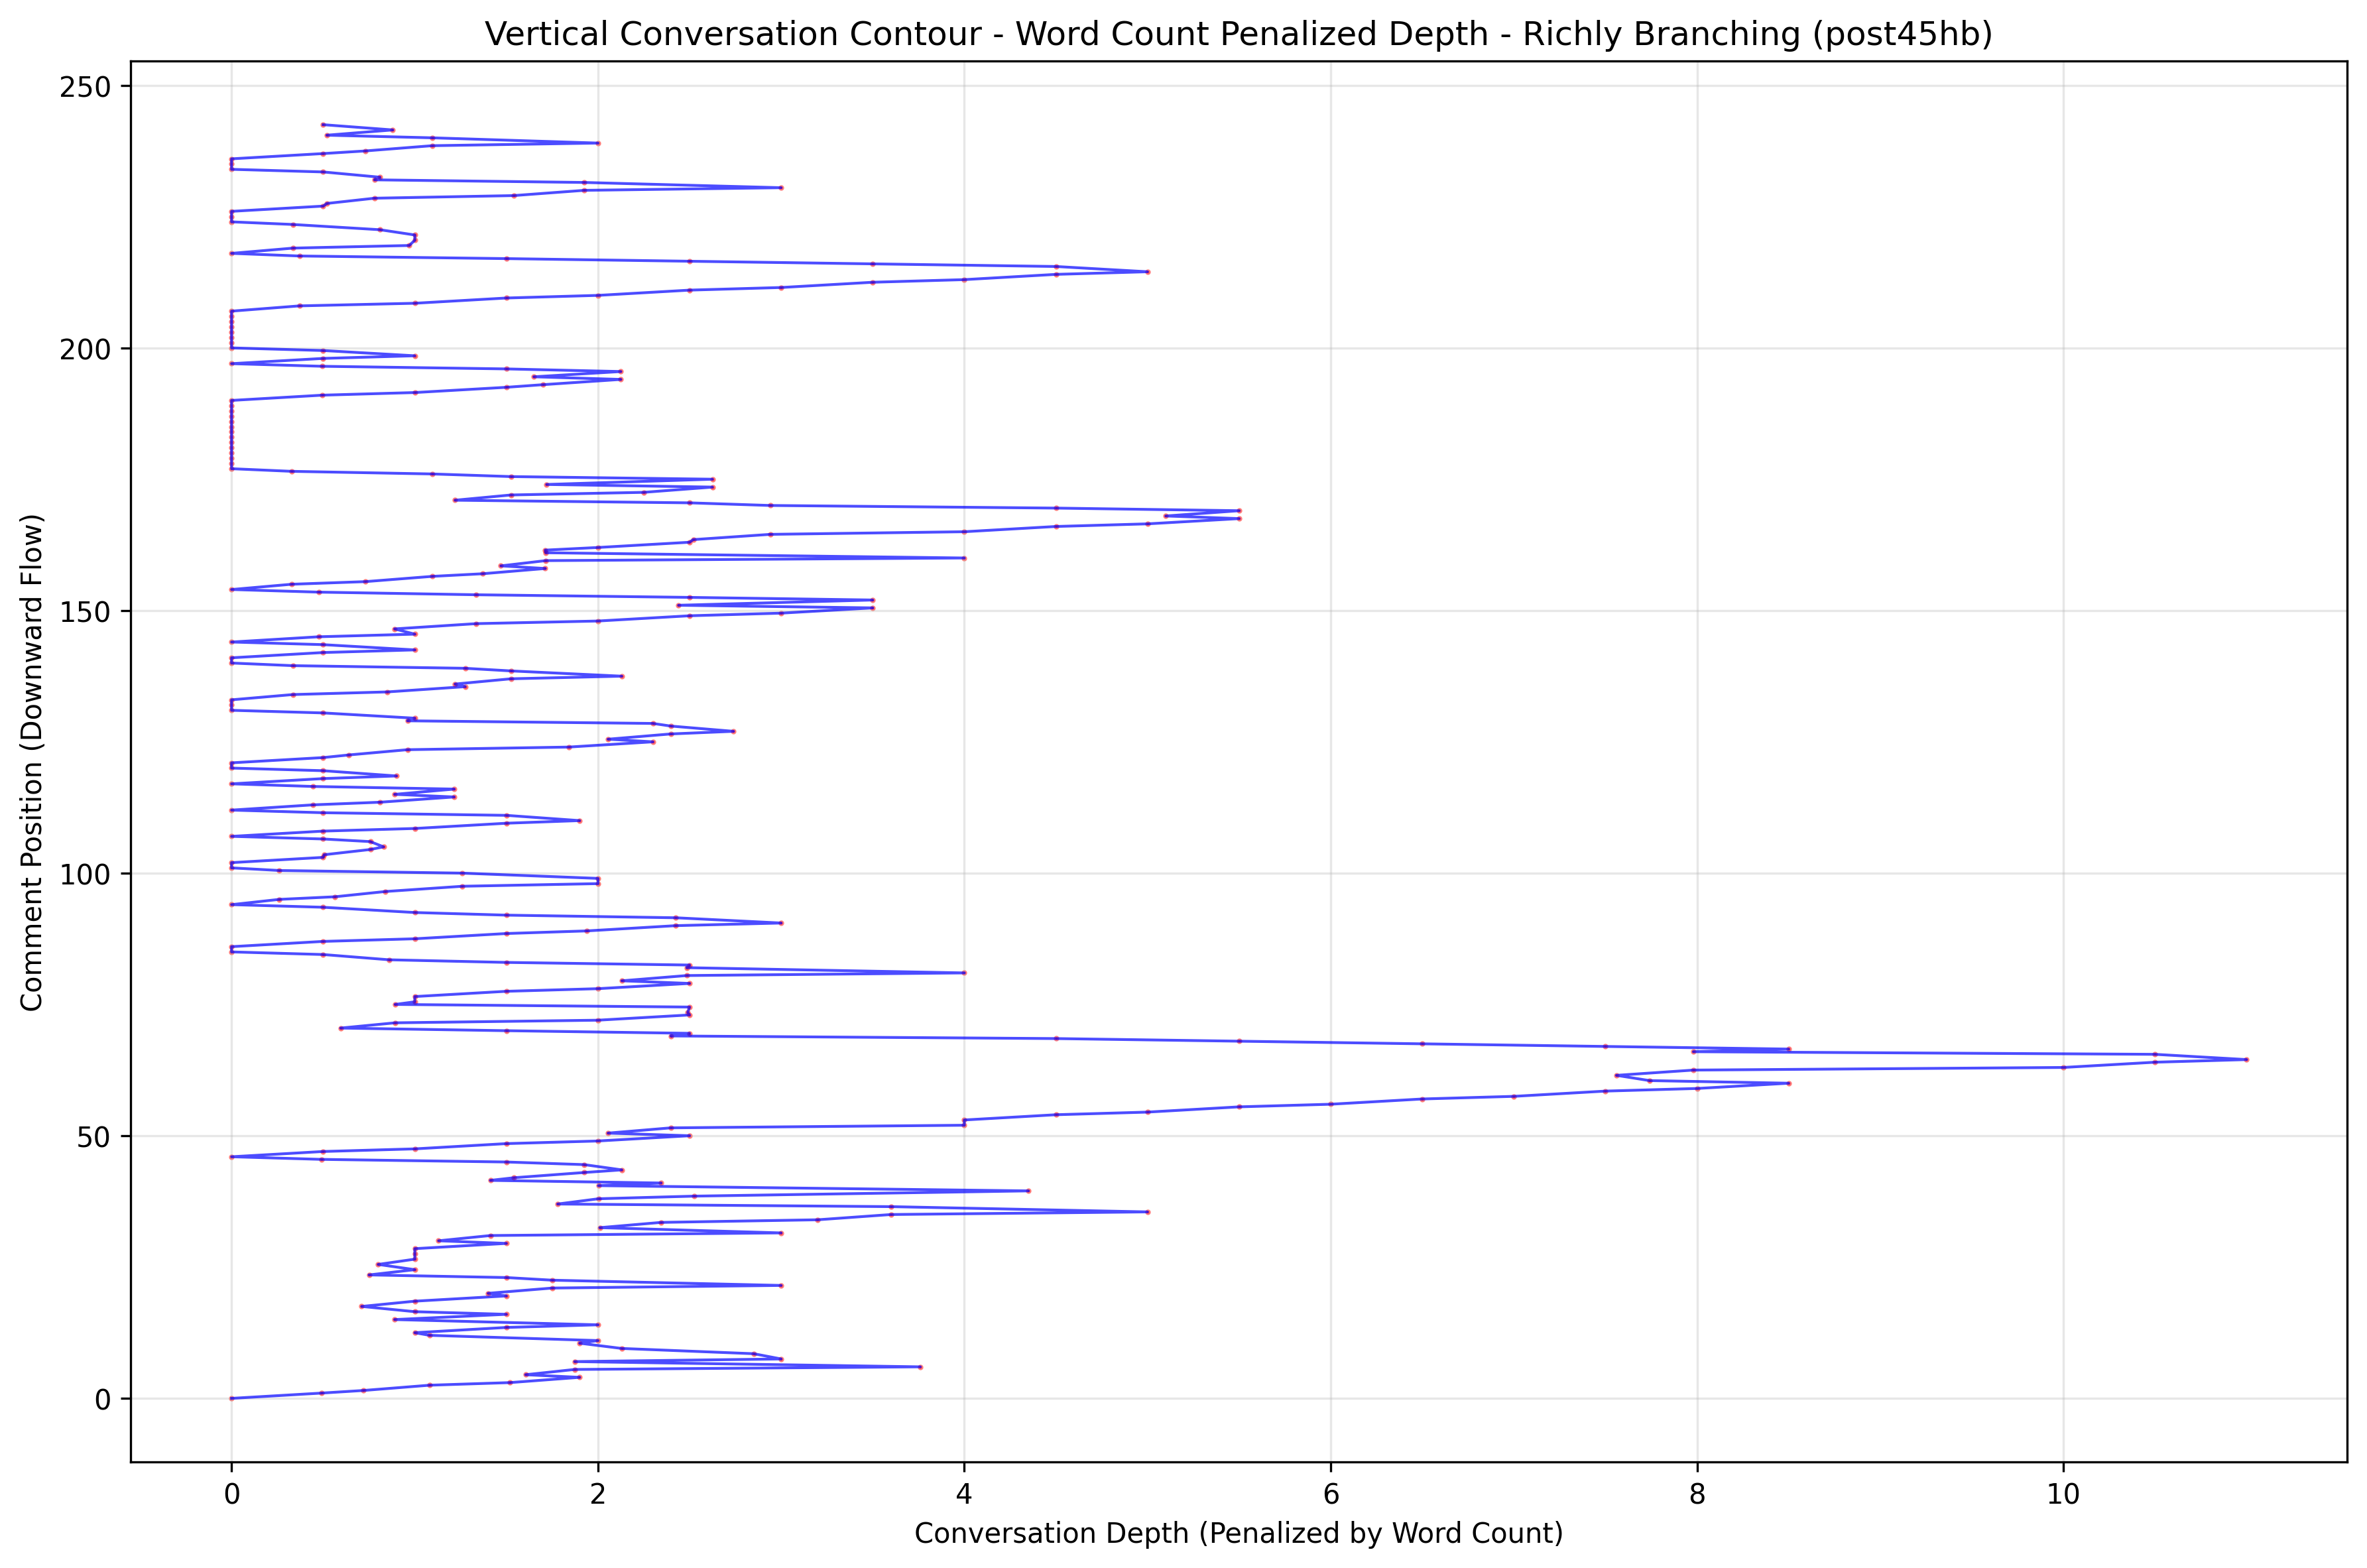 Vertical Conversation Contour - Word Count Penalized Depth - Richly Branching (post45hb)
250
200
150
100
50
0
Comment Position (Downward Flow)
0 2 4 6 8 10
Conversation Depth (Penalized by Word Count)